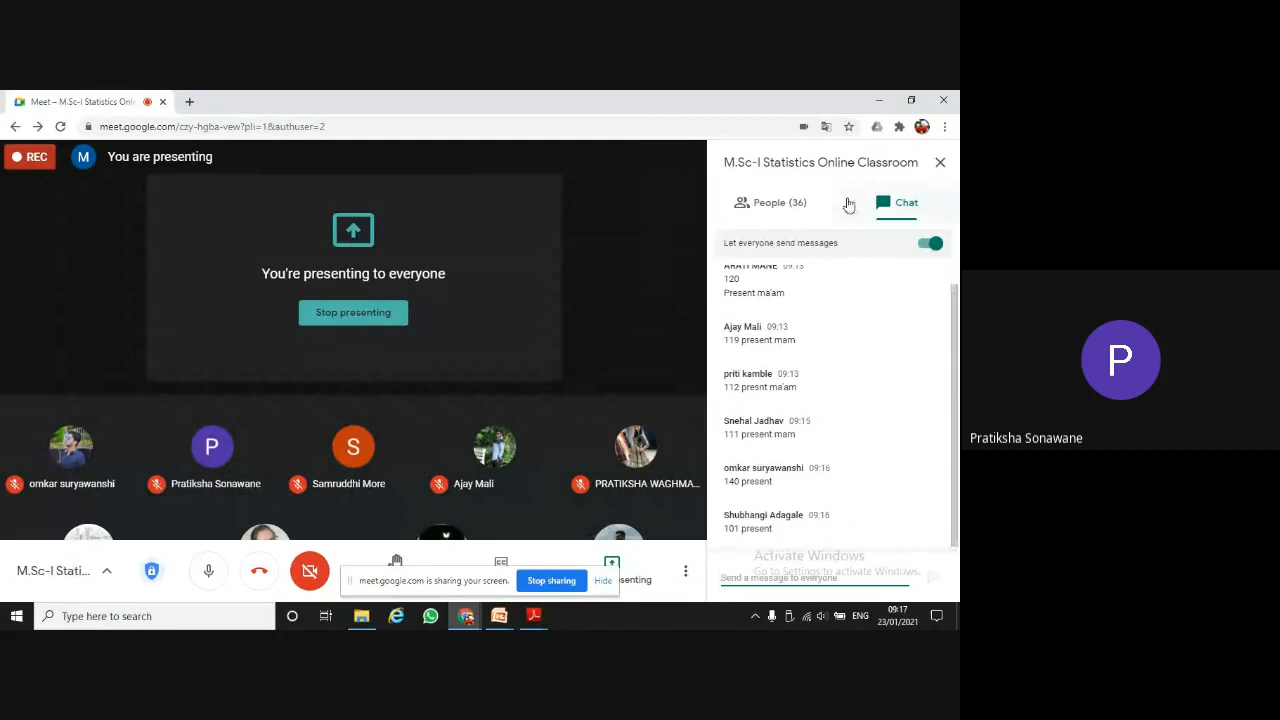 Meet – M.Sc-I Statistics Onli
meet.google.com/czy-hgba-vew?pli=1&authuser=2
REC
M
You are presenting
You're presenting to everyone
Stop presenting
omkar suryawanshi
P
Pratiksha Sonawane
S
Samruddhi More
Ajay Mali
PRATIKSHA WAGHMA...
M.Sc-I Stati...
meet.google.com is sharing your screen.
Stop sharing
Hide
esenting
M.Sc-I Statistics Online Classroom
People (36)
Chat
Let everyone send messages
ARATI MANE 09:13
120
Present ma'am
Ajay Mali 09:13
119 present mam
priti kamble 09:13
112 presnt ma'am
Snehal Jadhav 09:15
111 present mam
omkar suryawanshi 09:16
140 present
Shubhangi Adagale 09:16
101 present
Activate Windows
Go to Settings to activate Windows.
Send a message to everyone
Type here to search
ENG
09:17
23/01/2021
P
Pratiksha Sonawane